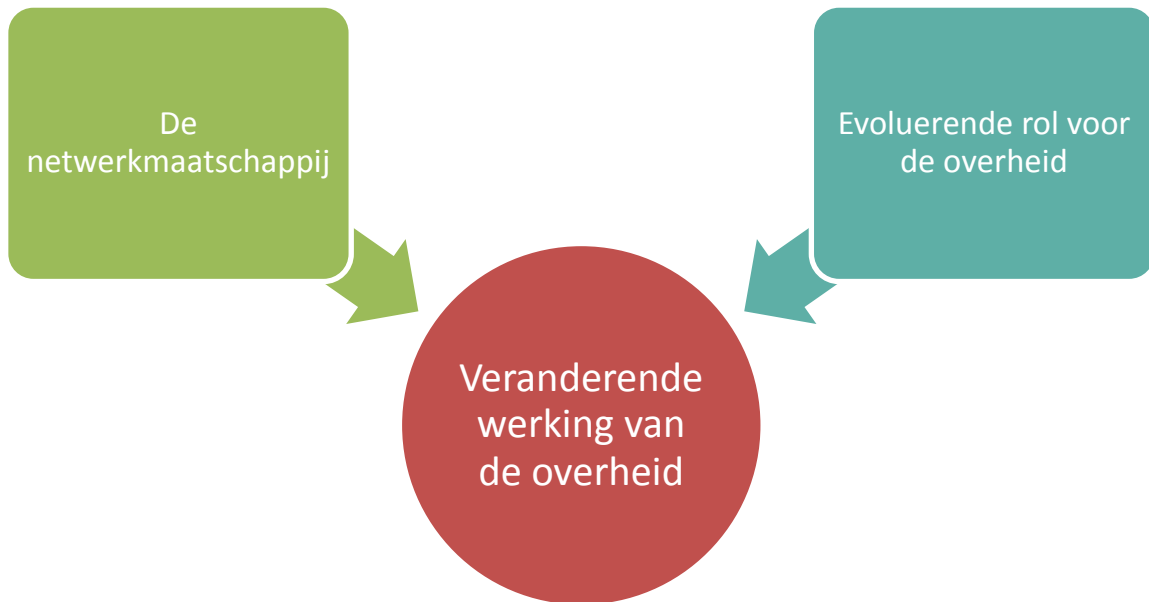 De
netwerkmaatschappij
Evoluerende rol voor
de overheid
Veranderende
werking van
de overheid